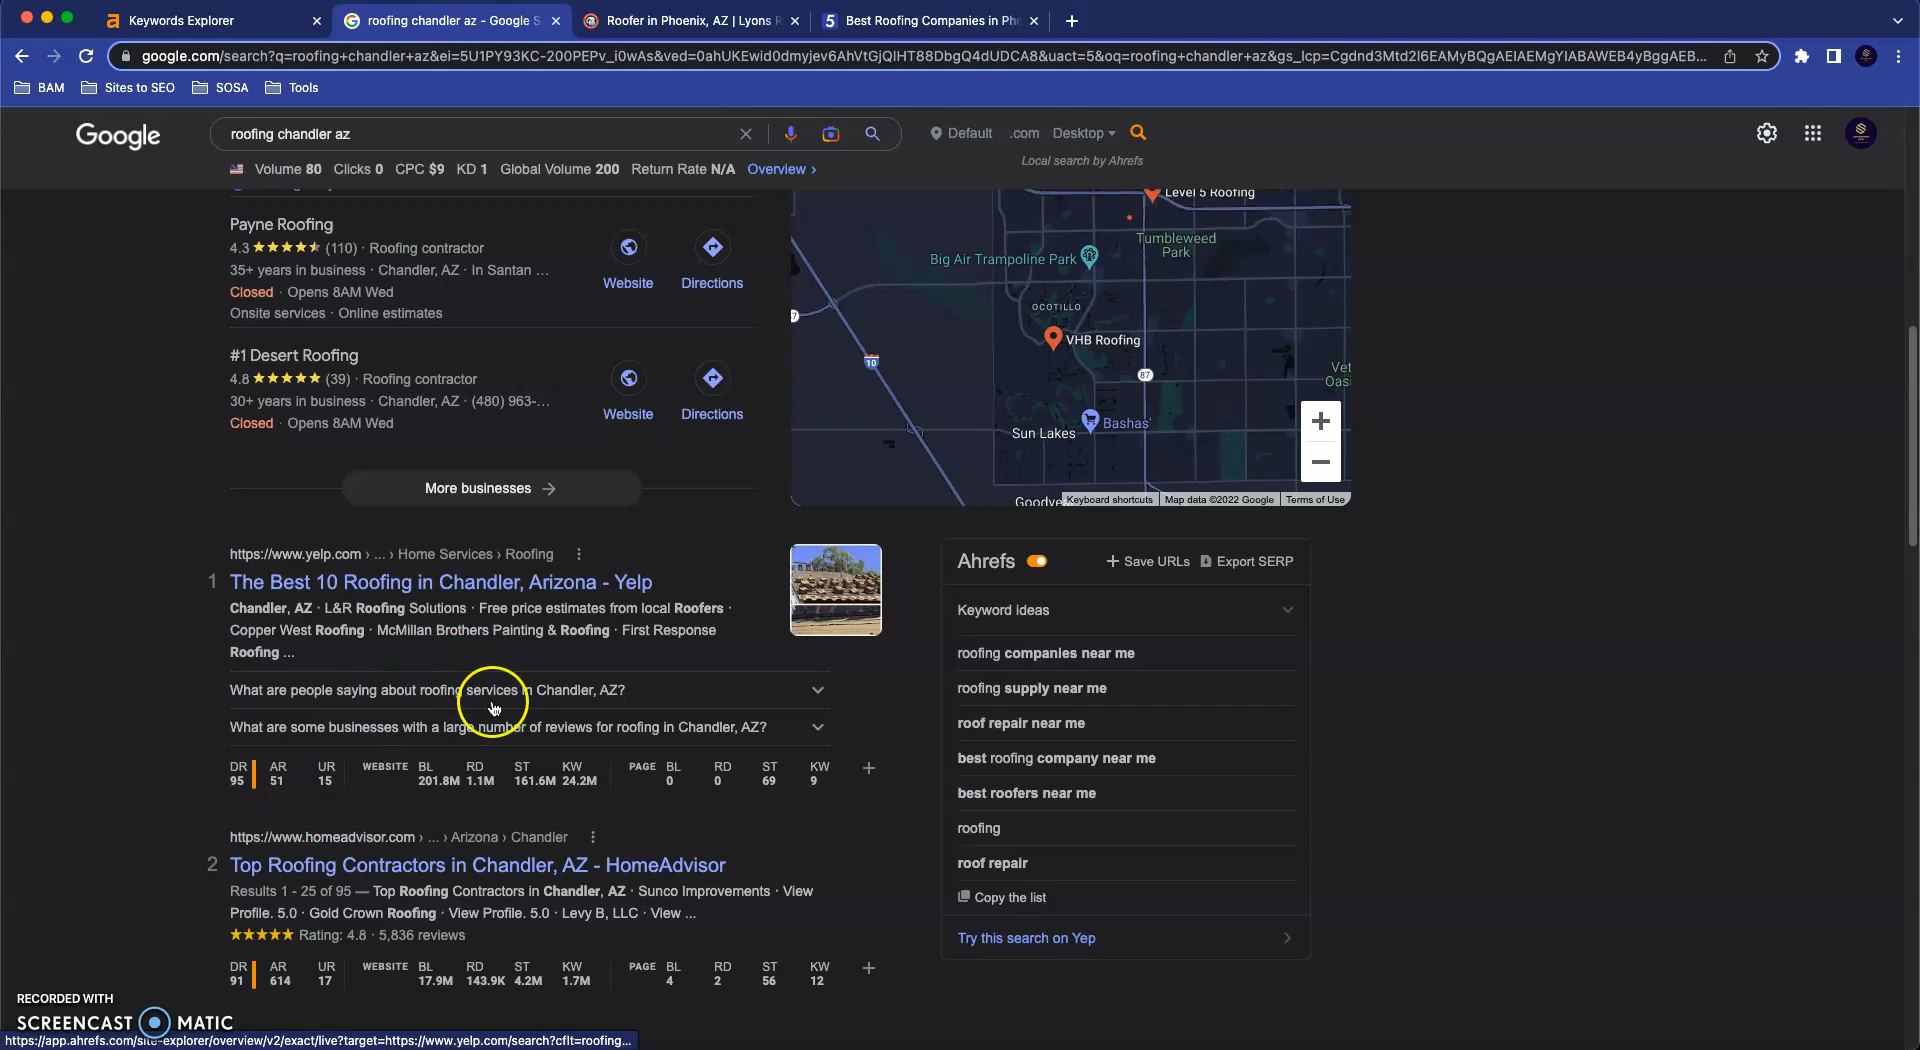 Keywords Explorer
roofing chandler az - Google S
Roofer in Phoenix, AZ | Lyons R
Best Roofing Companies in Pho
google.com/search?q=roofing+chandler+az&ei=5U1PY93KC-200PEPv_i0wAs&ved=0ahUKEwid0dmyjev6AhVtGjQIHT88DbgQ4dUDCA8&uact=5&oq=roofing+chandler+az&gs_lcp=Cgdnd3Mtd2l6EAMyBQgAEIAEMgYIABAWEB4yBggAEB...
BAM
Sites to SEO
SOSA
Tools
Google
roofing chandler az
Default
.com
Desktop
Local search by Ahrefs
Volume 80 Clicks 0 CPC $9 KD 1 Global Volume 200 Return Rate N/A Overview ›
Payne Roofing
4.3 (110) · Roofing contractor
35+ years in business · Chandler, AZ · In Santan ...
Closed · Opens 8AM Wed
Onsite services · Online estimates
Website
Directions
#1 Desert Roofing
4.8 (39) · Roofing contractor
30+ years in business · Chandler, AZ · (480) 963-...
Closed · Opens 8AM Wed
Website
Directions
More businesses →
Level 5 Roofing
Tumbleweed
Park
Big Air Trampoline Park
OCOTILLO
VHB Roofing
10
87
Vet
Oasi
Bashas'
Sun Lakes
Goodye
Keyboard shortcuts
Map data ©2022 Google
Terms of Use
https://www.yelp.com › ... › Home Services › Roofing
1 The Best 10 Roofing in Chandler, Arizona - Yelp
Chandler, AZ · L&R Roofing Solutions · Free price estimates from local Roofers ·
Copper West Roofing · McMillan Brothers Painting & Roofing · First Response
Roofing ...
What are people saying about roofing services in Chandler, AZ?
What are some businesses with a large number of reviews for roofing in Chandler, AZ?
DR AR UR WEBSITE BL RD ST KW PAGE BL RD ST KW
95 51 15 201.8M 1.1M 161.6M 24.2M 0 0 69 9
https://www.homeadvisor.com › ... › Arizona › Chandler
2 Top Roofing Contractors in Chandler, AZ - HomeAdvisor
Results 1 - 25 of 95 — Top Roofing Contractors in Chandler, AZ · Sunco Improvements · View
Profile. 5.0 · Gold Crown Roofing · View Profile. 5.0 · Levy B, LLC · View ...
Rating: 4.8 · 5,836 reviews
DR AR UR WEBSITE BL RD ST KW PAGE BL RD ST KW
91 614 17 17.9M 143.9K 4.2M 1.7M 4 2 56 12
Ahrefs
+ Save URLs
Export SERP
Keyword ideas
roofing companies near me
roofing supply near me
roof repair near me
best roofing company near me
best roofers near me
roofing
roof repair
Copy the list
Try this search on Yep
RECORDED WITH
SCREENCAST MATIC
https://app.ahrefs.com/site-explorer/overview/v2/exact/live?target=https://www.yelp.com/search?cflt=roofing...